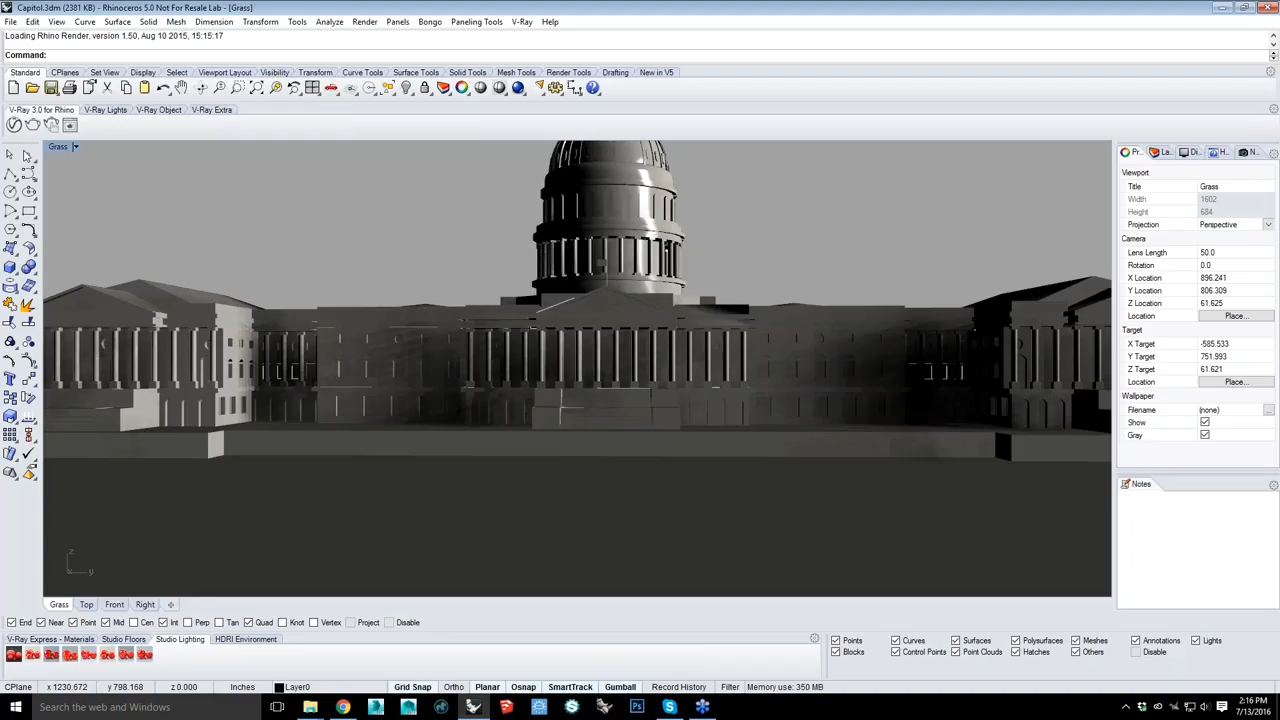 Capitol.3dm (2381 KB) - Rhinoceros 5.0 Not For Resale Lab - [Grass]
File Edit View Curve Surface Solid Mesh Dimension Transform Tools Analyze Render Panels Bongo Paneling Tools V-Ray Help
Loading Rhino Render, version 1.50, Aug 10 2015, 15:15:17
Command:
Standard CPlanes Set View Display Select Viewport Layout Visibility Transform Curve Tools Surface Tools Solid Tools Mesh Tools Render Tools Drafting New in V5
V-Ray 3.0 for Rhino V-Ray Lights V-Ray Object V-Ray Extra
Grass
Pr... La... Di... H... N...
Viewport
Title Grass
Width 1602
Height 684
Projection Perspective
Camera
Lens Length 50.0
Rotation 0.0
X Location 896.241
Y Location 806.309
Z Location 61.625
Location Place...
Target
X Target -585.533
Y Target 751.993
Z Target 61.621
Location Place...
Wallpaper
Filename (none) ...
Show
Gray
Notes
z
y
Grass Top Front Right
End Near Point Mid Cen Int Perp Tan Quad Knot Vertex Project Disable
V-Ray Express - Materials Studio Floors Studio Lighting HDRI Environment
Points Curves Surfaces Polysurfaces Meshes Annotations Lights
Blocks Control Points Point Clouds Hatches Others Disable
CPlane x 1230.672 y 798.168 z 0.000 Inches Layer0 Grid Snap Ortho Planar Osnap SmartTrack Gumball Record History Filter Memory use: 350 MB
Search the web and Windows
2:16 PM
7/13/2016